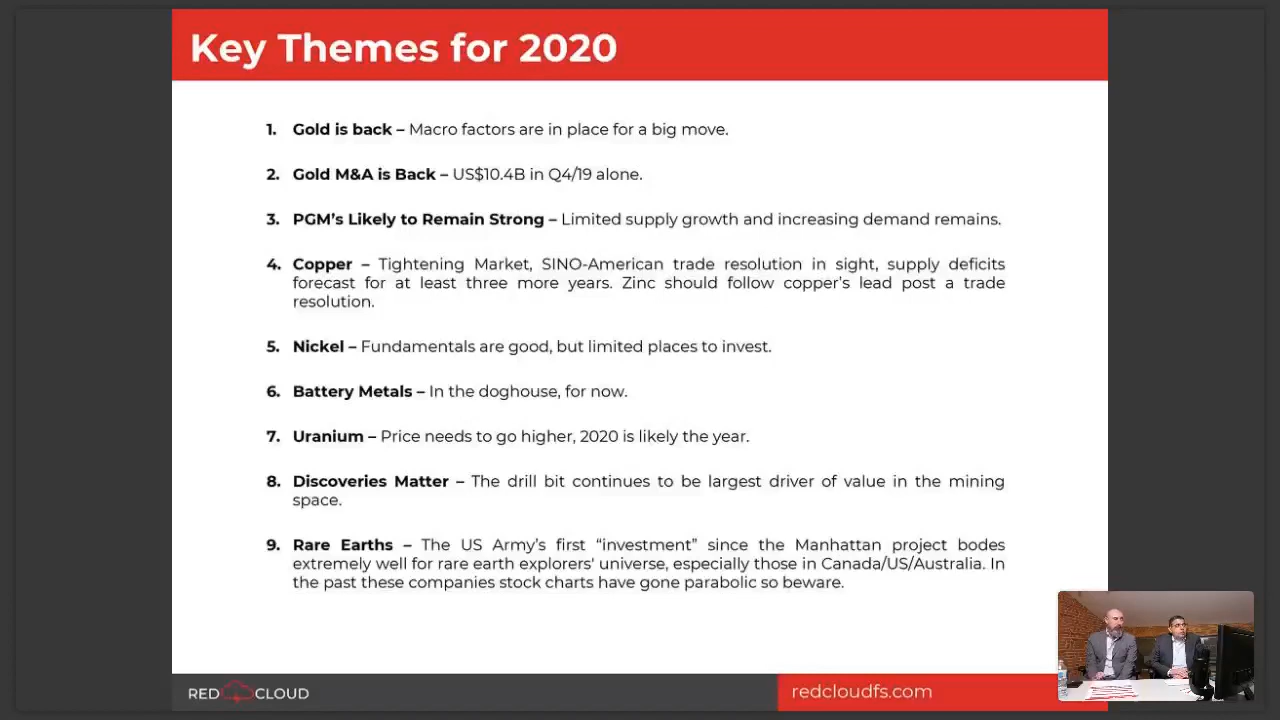 Key Themes for 2020
1. Gold is back – Macro factors are in place for a big move.
2. Gold M&A is Back – US$10.4B in Q4/19 alone.
3. PGM's Likely to Remain Strong – Limited supply growth and increasing demand remains.
4. Copper – Tightening Market, SINO-American trade resolution in sight, supply deficits
forecast for at least three more years. Zinc should follow copper's lead post a trade
resolution.
5. Nickel – Fundamentals are good, but limited places to invest.
6. Battery Metals – In the doghouse, for now.
7. Uranium – Price needs to go higher, 2020 is likely the year.
8. Discoveries Matter – The drill bit continues to be largest driver of value in the mining
space.
9. Rare Earths – The US Army's first “investment” since the Manhattan project bodes
extremely well for rare earth explorers' universe, especially those in Canada/US/Australia. In
the past these companies stock charts have gone parabolic so beware.
RED CLOUD
redcloudfs.com